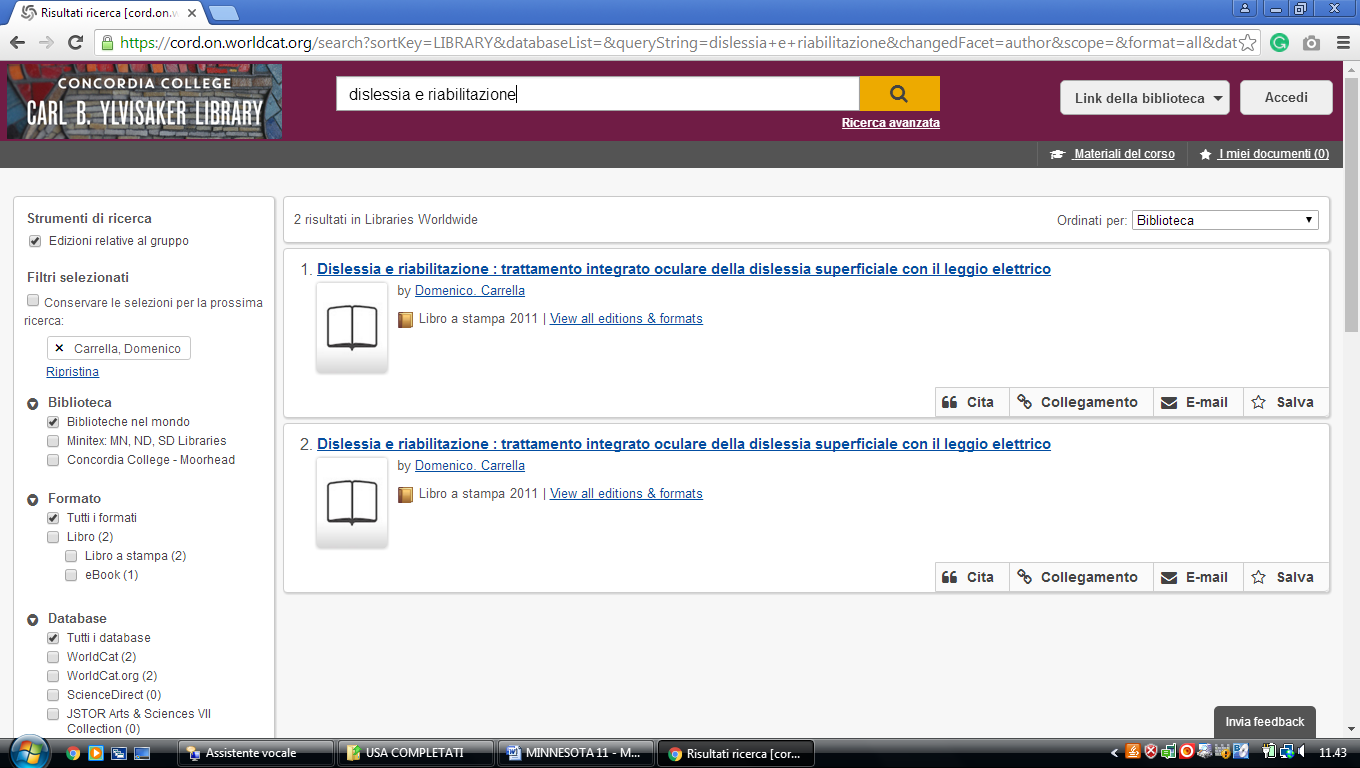 Risultati ricerca [cord.on.w
https://cord.on.worldcat.org/search?sortKey=LIBRARY&databaseList=&queryString=dislessia+e+riabilitazione&changedFacet=author&scope=&format=all&dat
CONCORDIA COLLEGE
CARL B. YLVISAKER LIBRARY
dislessia e riabilitazione
Ricerca avanzata
Link della biblioteca
Accedi
Materiali del corso
I miei documenti (0)
Strumenti di ricerca
Edizioni relative al gruppo
Filtri selezionati
Conservare le selezioni per la prossima
ricerca:
Carrella, Domenico
Ripristina
Biblioteca
Biblioteche nel mondo
Minitex: MN, ND, SD Libraries
Concordia College - Moorhead
Formato
Tutti i formati
Libro (2)
Libro a stampa (2)
eBook (1)
Database
Tutti i database
WorldCat (2)
WorldCat.org (2)
ScienceDirect (0)
JSTOR Arts & Sciences VII
Collection (0)
2 risultati in Libraries Worldwide
Ordinati per: Biblioteca
1. Dislessia e riabilitazione : trattamento integrato oculare della dislessia superficiale con il leggio elettrico
by Domenico. Carrella
Libro a stampa 2011 | View all editions & formats
Cita Collegamento E-mail Salva
2. Dislessia e riabilitazione : trattamento integrato oculare della dislessia superficiale con il leggio elettrico
by Domenico. Carrella
Libro a stampa 2011 | View all editions & formats
Cita Collegamento E-mail Salva
Invia feedback
Assistente vocale
USA COMPLETATI
MINNESOTA 11 - M...
Risultati ricerca [cor...
11.43